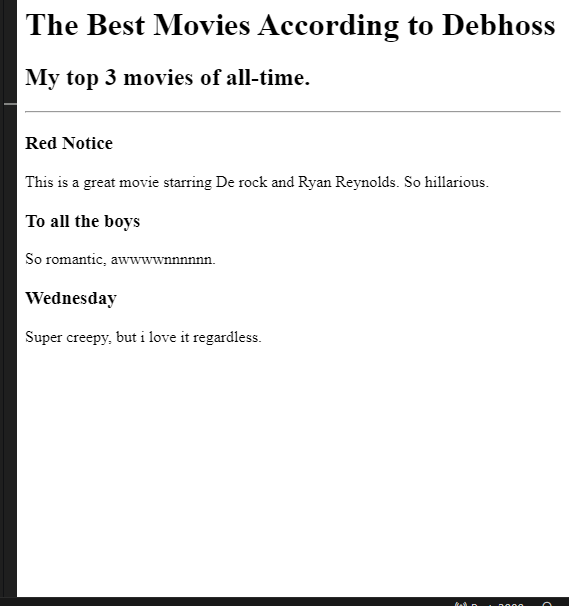 The Best Movies According to Debhoss
My top 3 movies of all-time.
Red Notice
This is a great movie starring De rock and Ryan Reynolds. So hillarious.
To all the boys
So romantic, awwwwnnnnnn.
Wednesday
Super creepy, but i love it regardless.